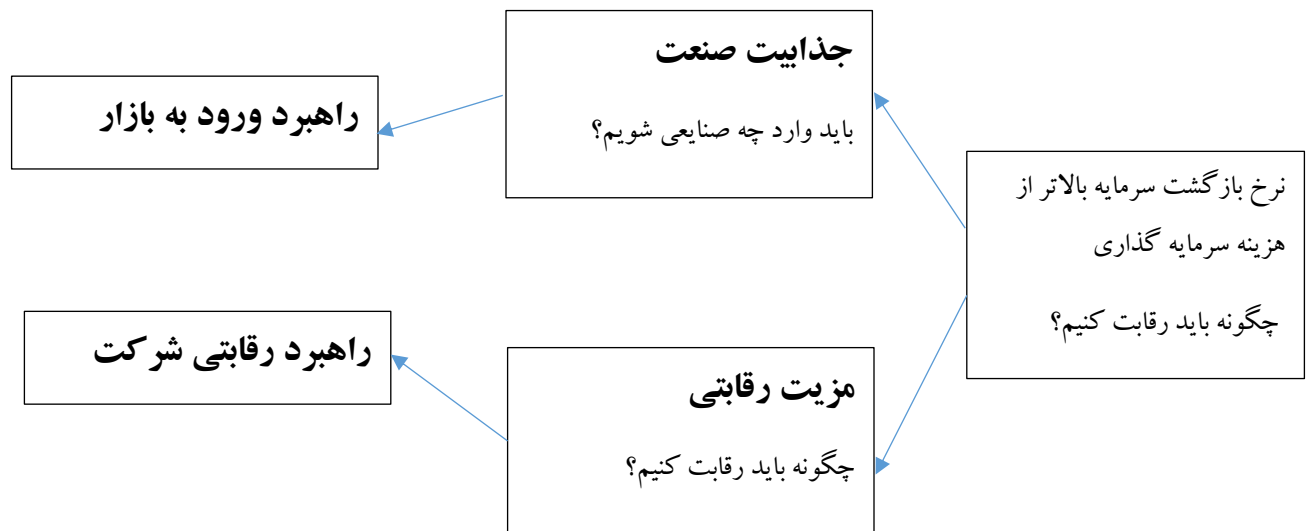 نرخ بازگشت سرمایه بالاتر از
هزینه سرمایه گذاری
چگونه باید رقابت کنیم؟
جذابیت صنعت
باید وارد چه صنایعی شویم؟
راهبرد ورود به بازار
مزیت رقابتی
چگونه باید رقابت کنیم؟
راهبرد رقابتی شرکت